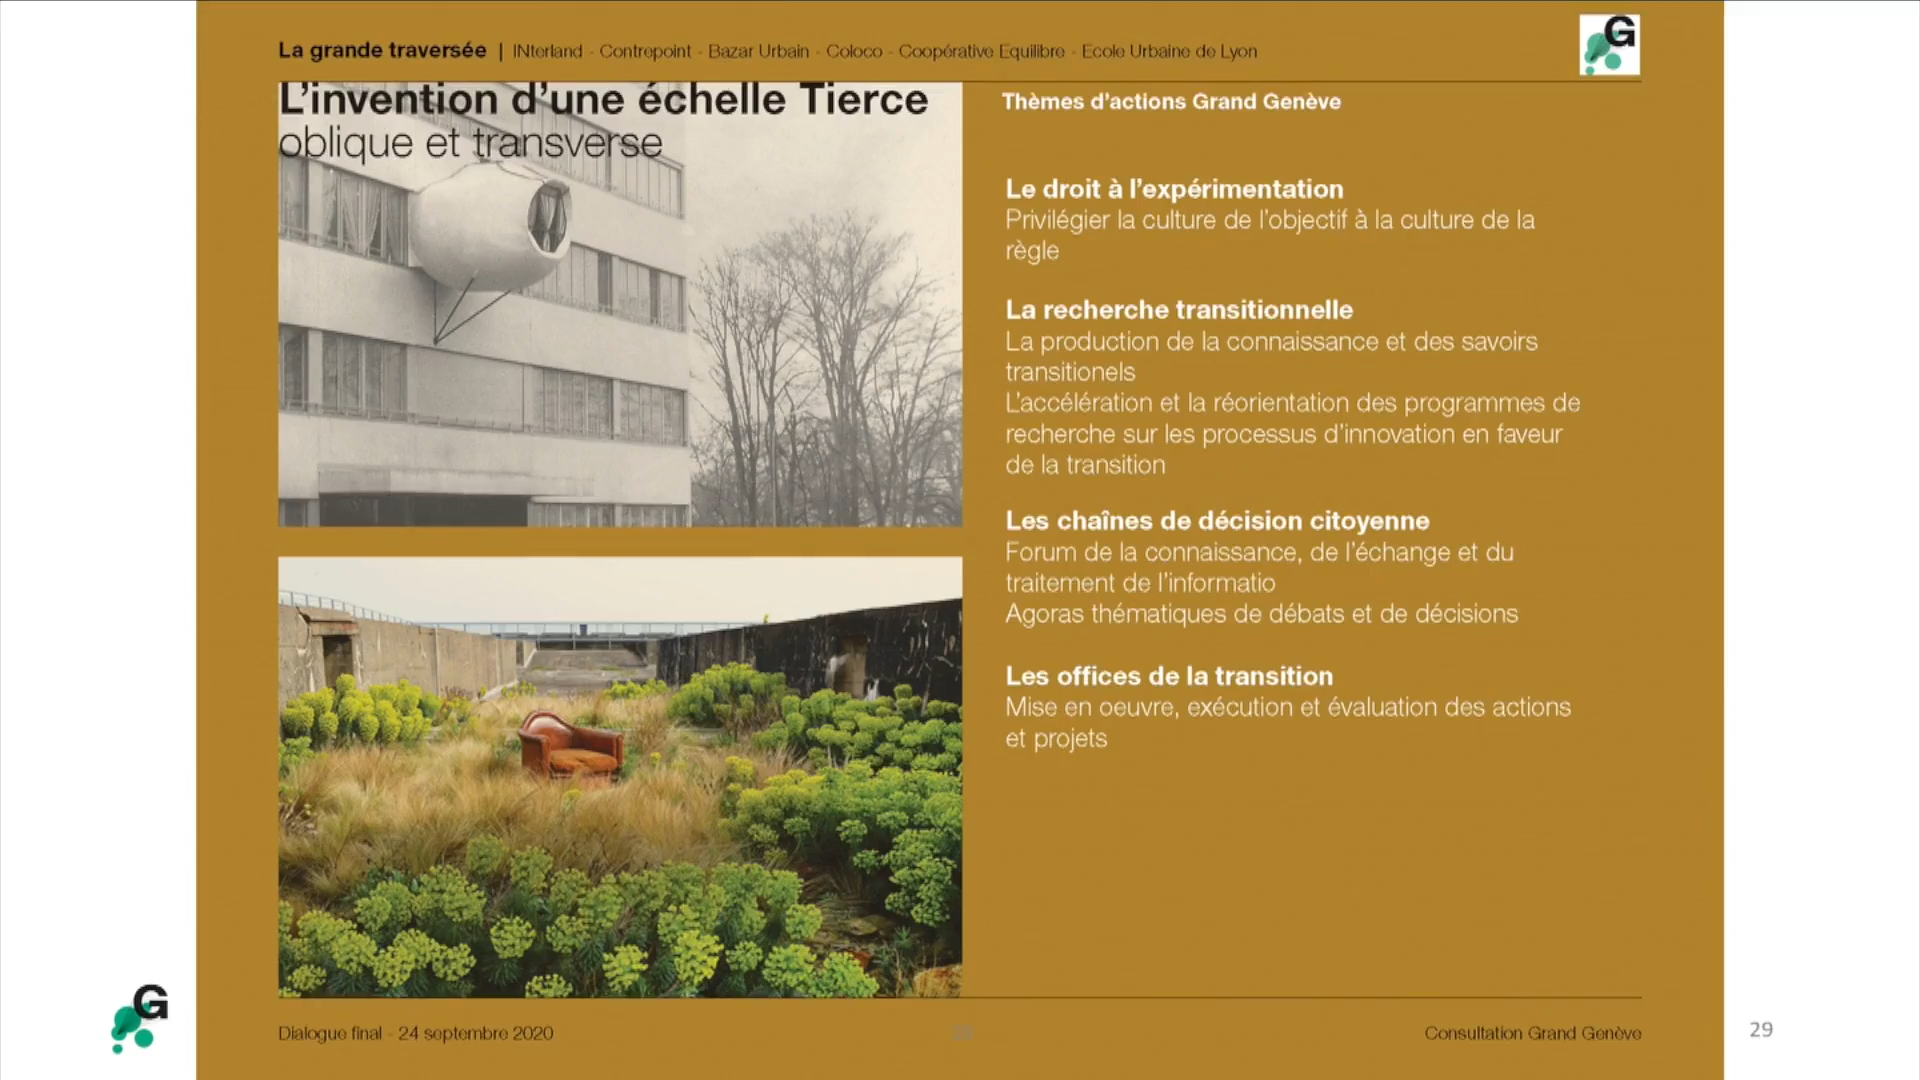 La grande traversée | INterland - Contrepoint - Bazar Urbain - Coloco - Coopérative Equilibre - Ecole Urbaine de Lyon
G
L'invention d'une échelle Tierce
oblique et transverse
Thèmes d'actions Grand Genève
Le droit à l'expérimentation
Privilégier la culture de l'objectif à la culture de la
règle
La recherche transitionnelle
La production de la connaissance et des savoirs
transitionels
L'accélération et la réorientation des programmes de
recherche sur les processus d'innovation en faveur
de la transition
Les chaînes de décision citoyenne
Forum de la connaissance, de l'échange et du
traitement de l'informatio
Agoras thématiques de débats et de décisions
Les offices de la transition
Mise en oeuvre, exécution et évaluation des actions
et projets
G
Dialogue final - 24 septembre 2020
Consultation Grand Genève
29